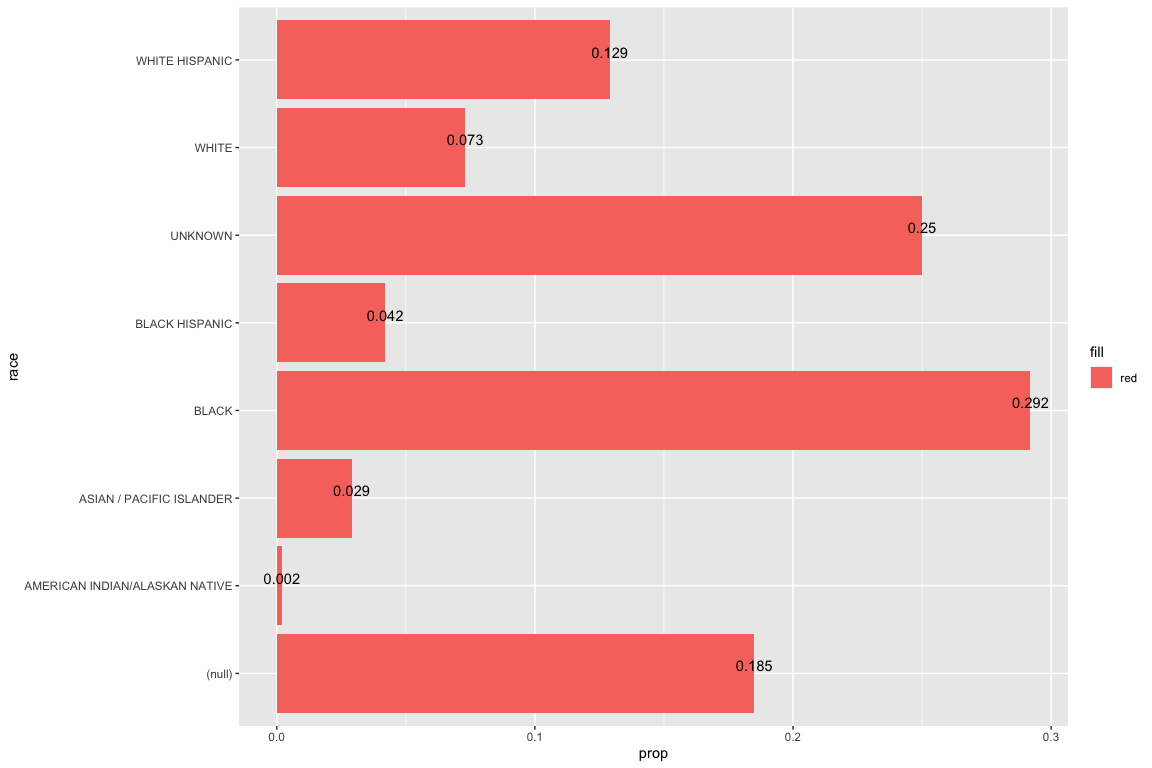 WHITE HISPANIC
0.129
WHITE
0.073
UNKNOWN
0.25
BLACK HISPANIC
0.042
BLACK
0.292
ASIAN / PACIFIC ISLANDER
0.029
AMERICAN INDIAN/ALASKAN NATIVE
0.002
(null)
0.185
0.0
0.1
0.2
0.3
prop
race
fill
red